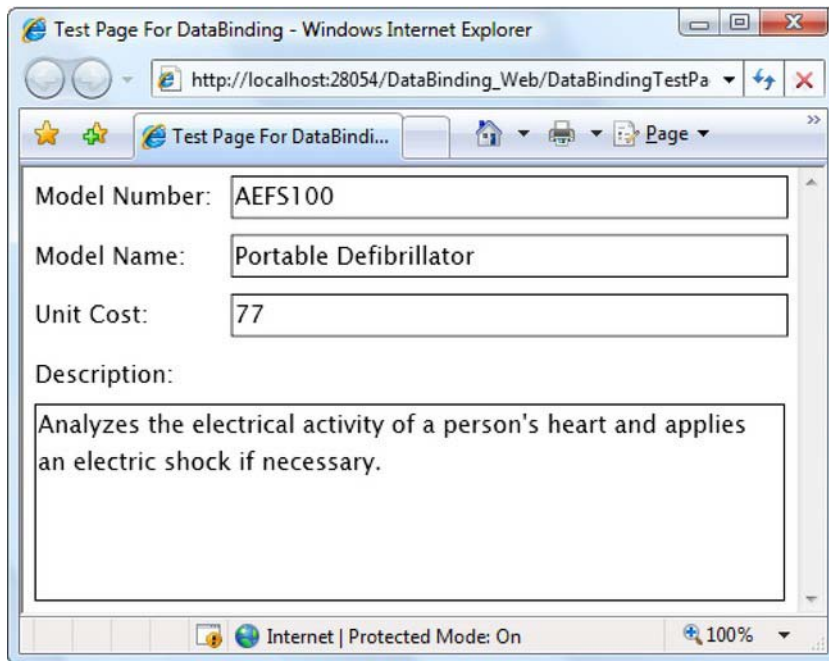 Test Page For DataBinding - Windows Internet Explorer
http://localhost:28054/DataBinding_Web/DataBindingTestPa
Test Page For DataBindi...
Page
Model Number: AEFS100
Model Name: Portable Defibrillator
Unit Cost: 77
Description:
Analyzes the electrical activity of a person's heart and applies
an electric shock if necessary.
Internet | Protected Mode: On
100%